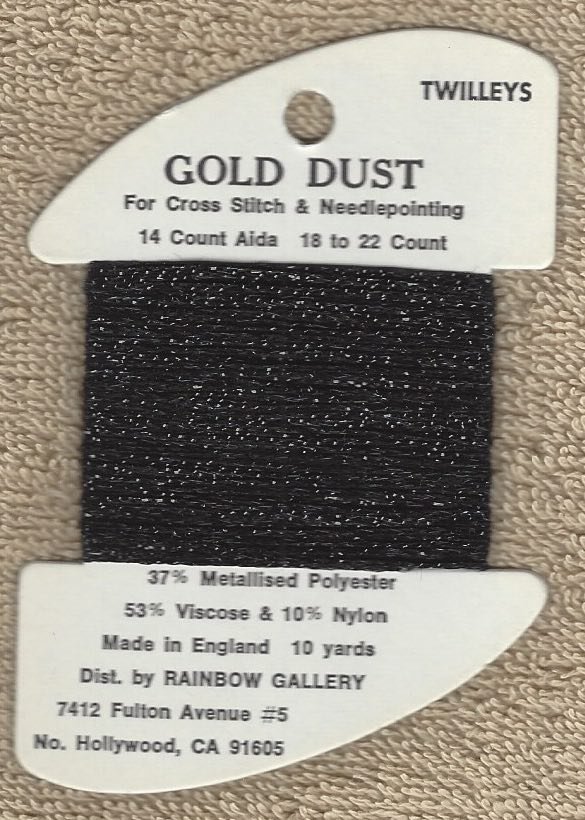 TWILLEYS
GOLD DUST
For Cross Stitch & Needlepointing
14 Count Aida 18 to 22 Count
37% Metallised Polyester
53% Viscose & 10% Nylon
Made in England 10 yards
Dist. by RAINBOW GALLERY
7412 Fulton Avenue #5
No. Hollywood, CA 91605